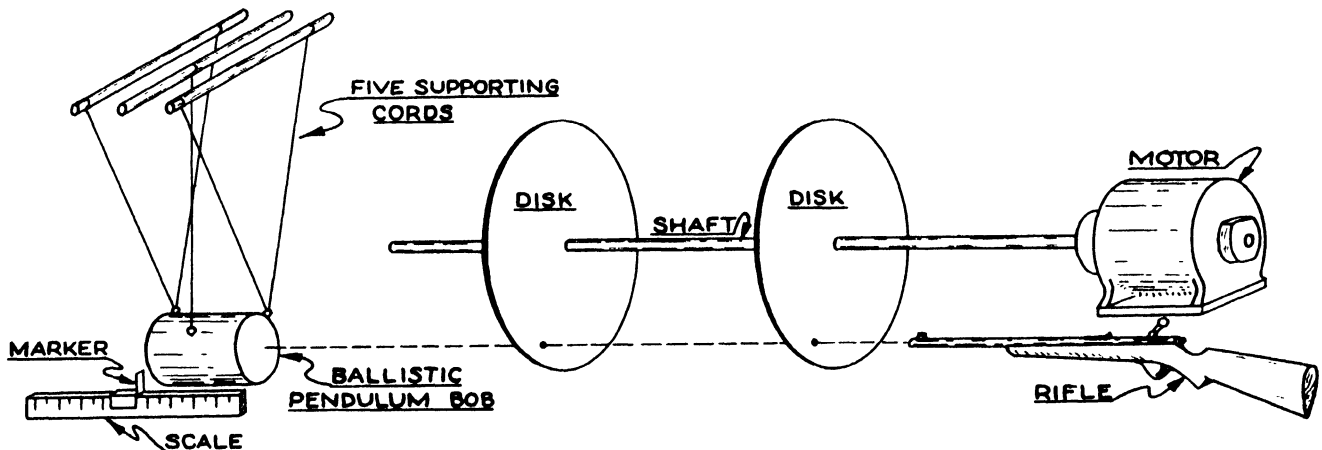 FIVE SUPPORTING
CORDS
MOTOR
DISK
DISK
SHAFT
MARKER
BALLISTIC
PENDULUM BOB
RIFLE
SCALE